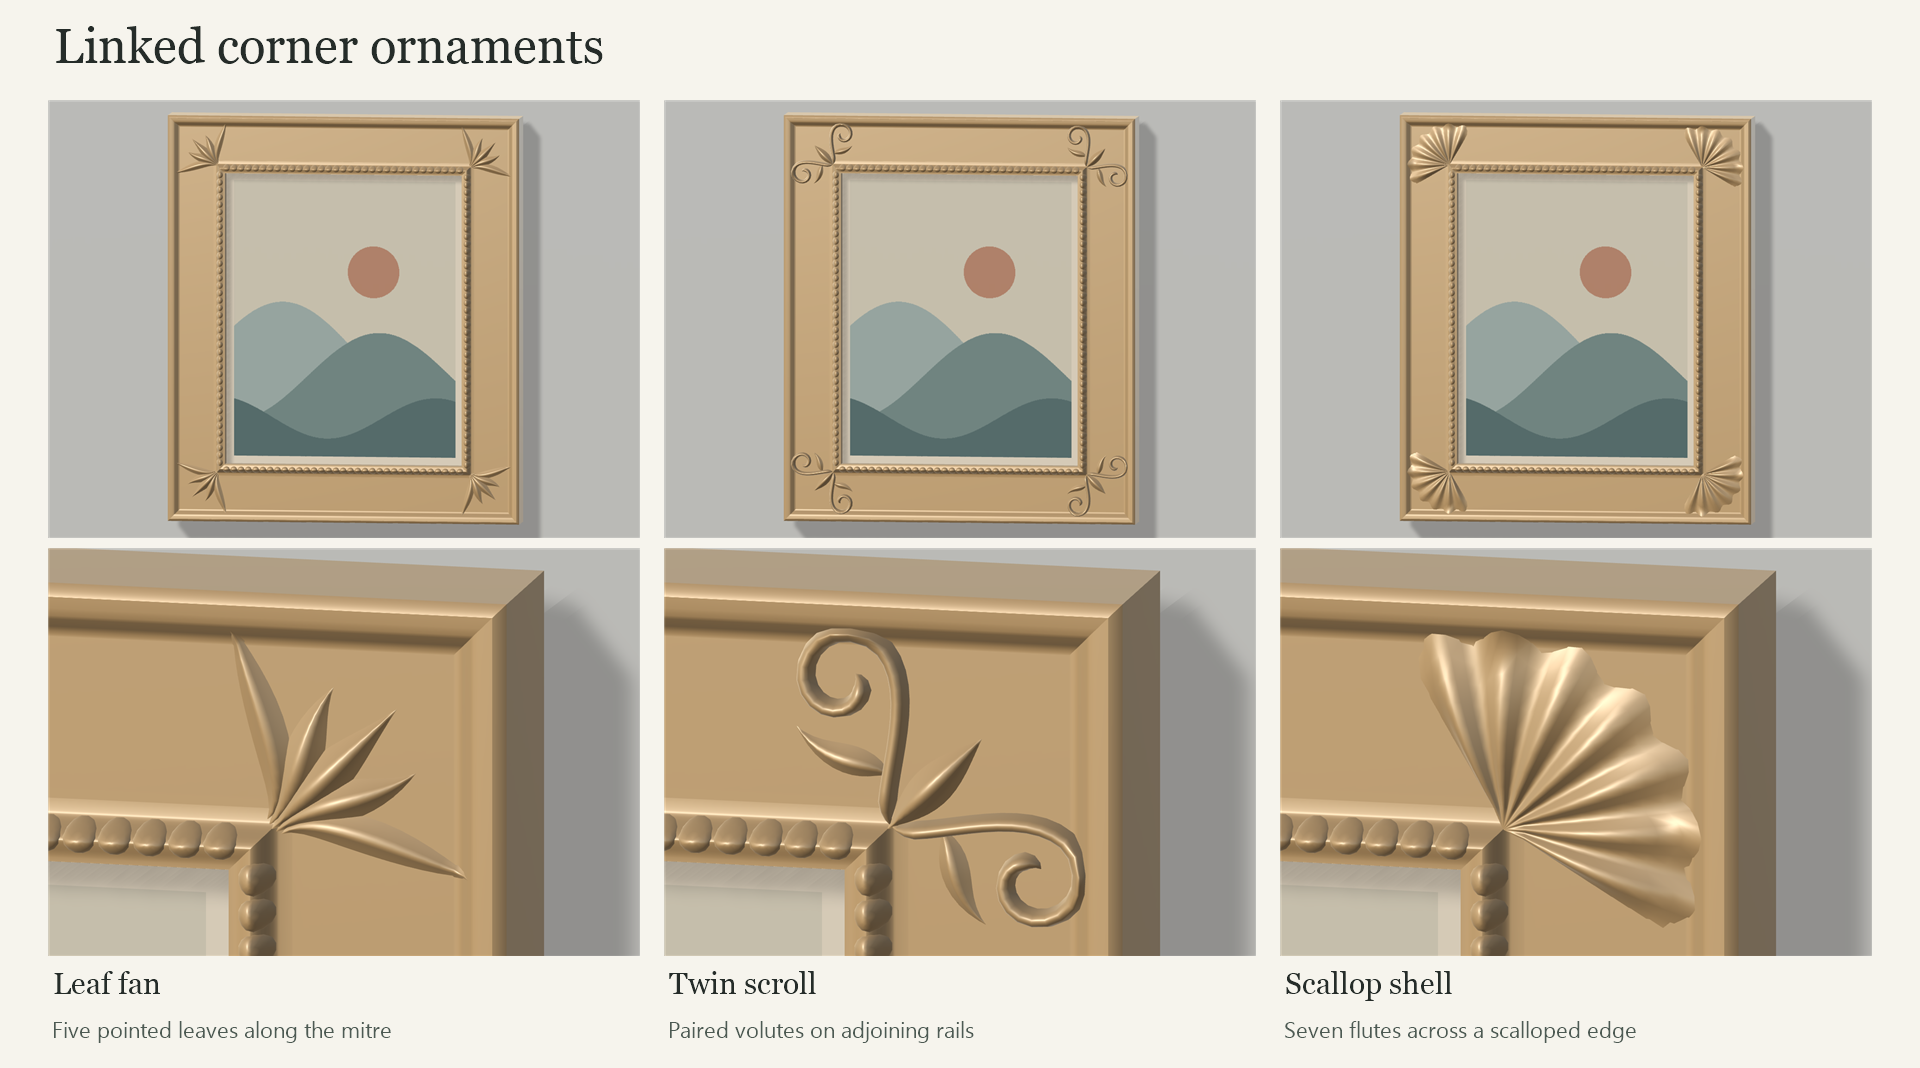 Linked corner ornaments
Leaf fan
Five pointed leaves along the mitre
Twin scroll
Paired volutes on adjoining rails
Scallop shell
Seven flutes across a scalloped edge